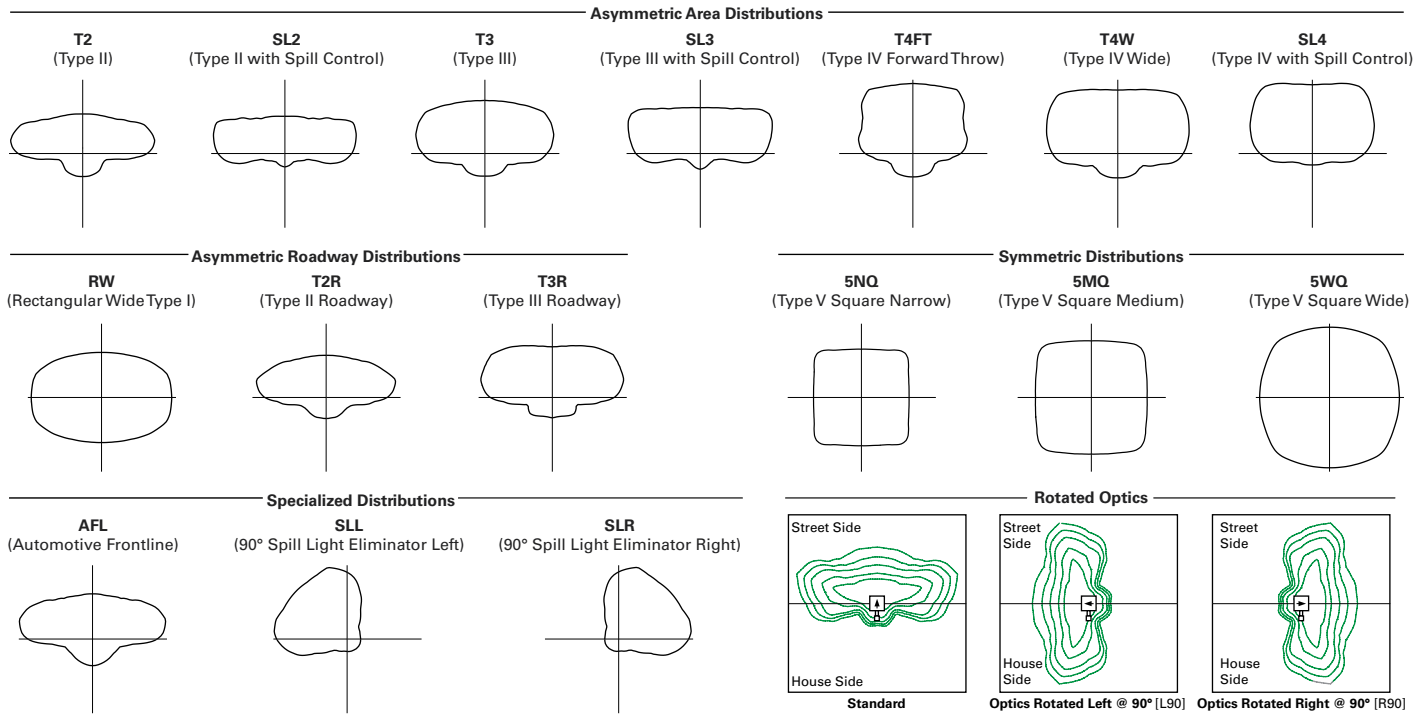 Asymmetric Area Distributions
T2
(Type II)
SL2
(Type II with Spill Control)
T3
(Type III)
SL3
(Type III with Spill Control)
T4FT
(Type IV Forward Throw)
T4W
(Type IV Wide)
SL4
(Type IV with Spill Control)
Asymmetric Roadway Distributions
RW
(Rectangular Wide Type I)
T2R
(Type II Roadway)
T3R
(Type III Roadway)
Symmetric Distributions
5NQ
(Type V Square Narrow)
5MQ
(Type V Square Medium)
5WQ
(Type V Square Wide)
Specialized Distributions
AFL
(Automotive Frontline)
SLL
(90° Spill Light Eliminator Left)
SLR
(90° Spill Light Eliminator Right)
Rotated Optics
Street Side
House Side
Standard
Street
Side
House
Side
Optics Rotated Left @ 90° [L90]
Street
Side
House
Side
Optics Rotated Right @ 90° [R90]